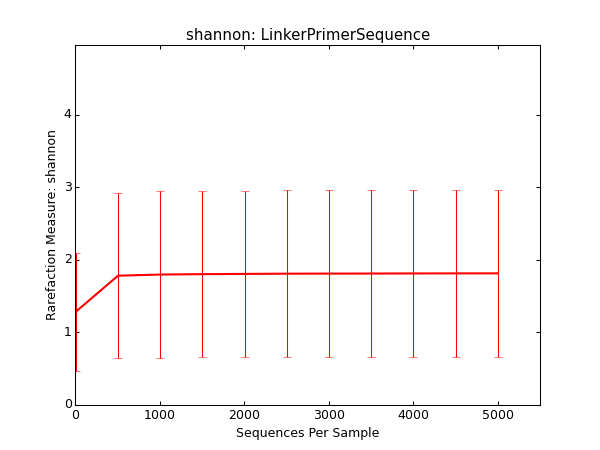 shannon: LinkerPrimerSequence
Rarefaction Measure: shannon
4
3
2
1
0
0 1000 2000 3000 4000 5000
Sequences Per Sample